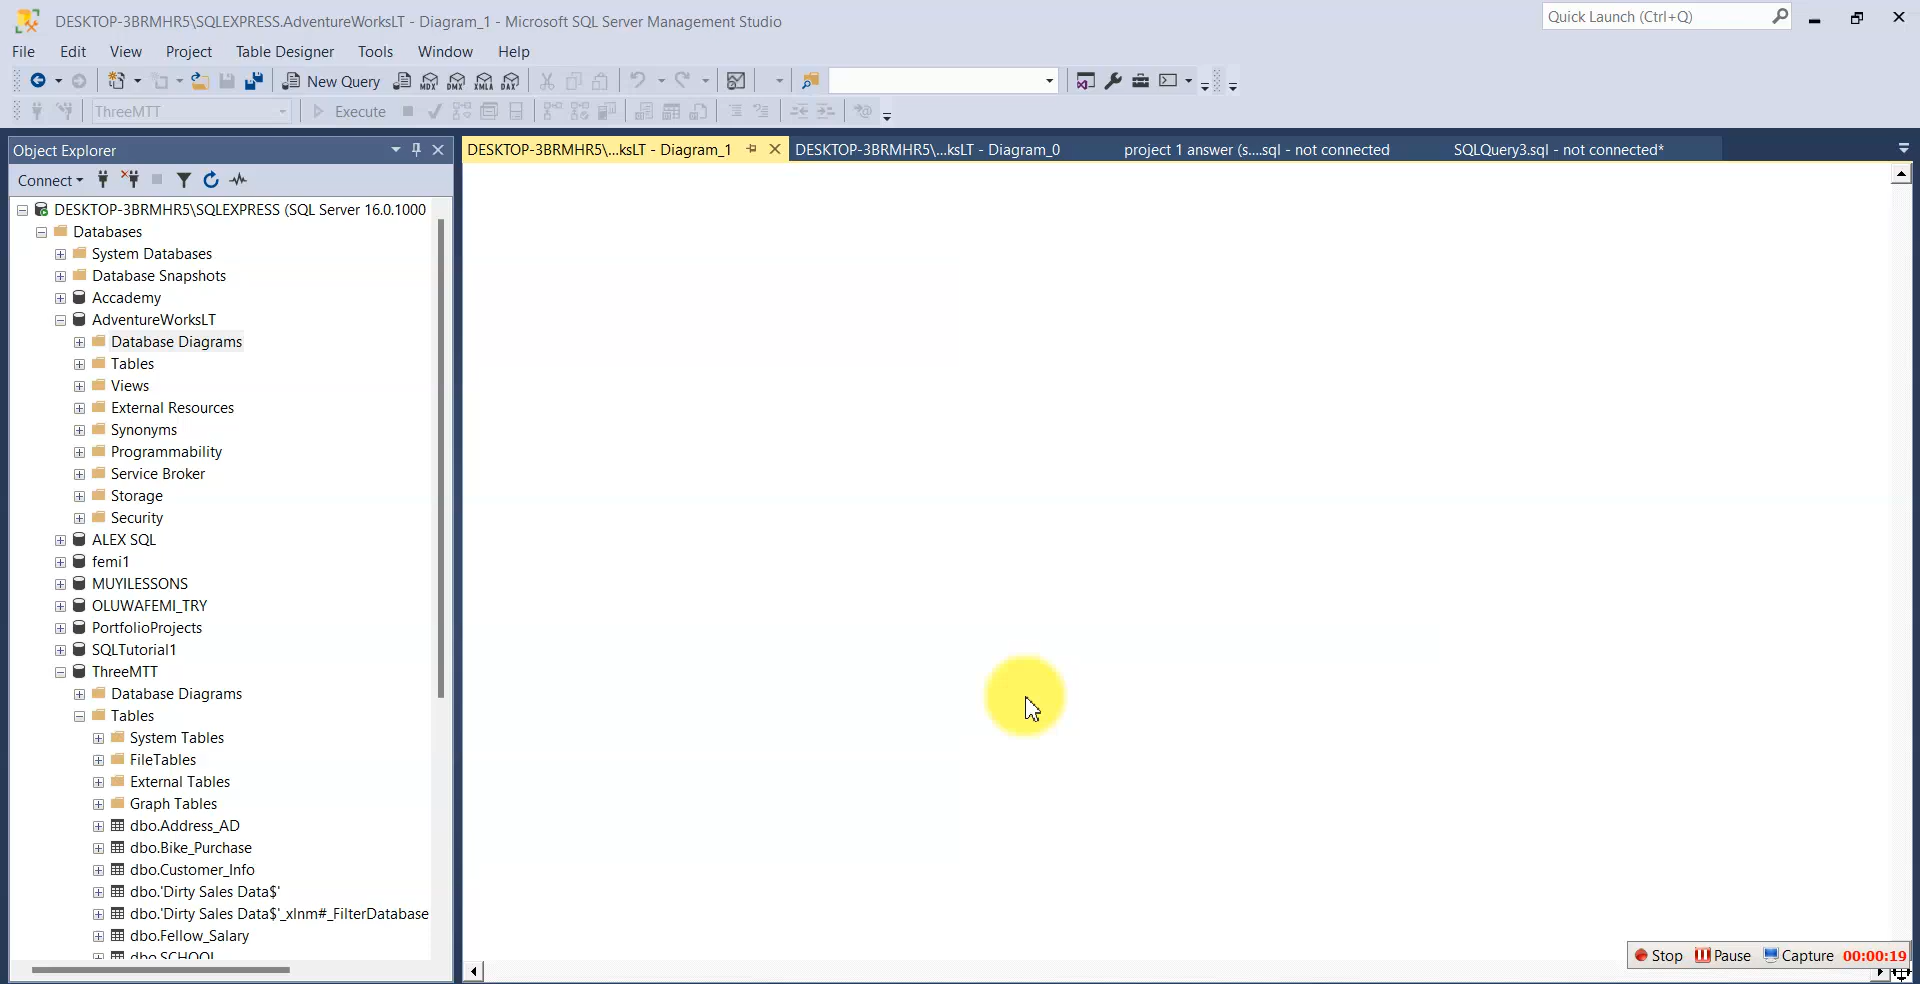 DESKTOP-3BRMHR5\SQLEXPRESS.AdventureWorksLT - Diagram_1 - Microsoft SQL Server Management Studio
Quick Launch (Ctrl+Q)
File Edit View Project Table Designer Tools Window Help
New Query MDX DMX XMLA DAX
ThreeMTT Execute
Object Explorer
DESKTOP-3BRMHR5\...ksLT - Diagram_1 DESKTOP-3BRMHR5\...ksLT - Diagram_0 project 1 answer (s....sql - not connected SQLQuery3.sql - not connected*
Connect
DESKTOP-3BRMHR5\SQLEXPRESS (SQL Server 16.0.1000
Databases
System Databases
Database Snapshots
Accademy
AdventureWorksLT
Database Diagrams
Tables
Views
External Resources
Synonyms
Programmability
Service Broker
Storage
Security
ALEX SQL
femi1
MUYILESSONS
OLUWAFEMI_TRY
PortfolioProjects
SQLTutorial1
ThreeMTT
Database Diagrams
Tables
System Tables
FileTables
External Tables
Graph Tables
dbo.Address_AD
dbo.Bike_Purchase
dbo.Customer_Info
dbo.'Dirty Sales Data$'
dbo.'Dirty Sales Data$'_xlnm#_FilterDatabase
dbo.Fellow_Salary
dbo.SCHOOL
Stop Pause Capture 00:00:19